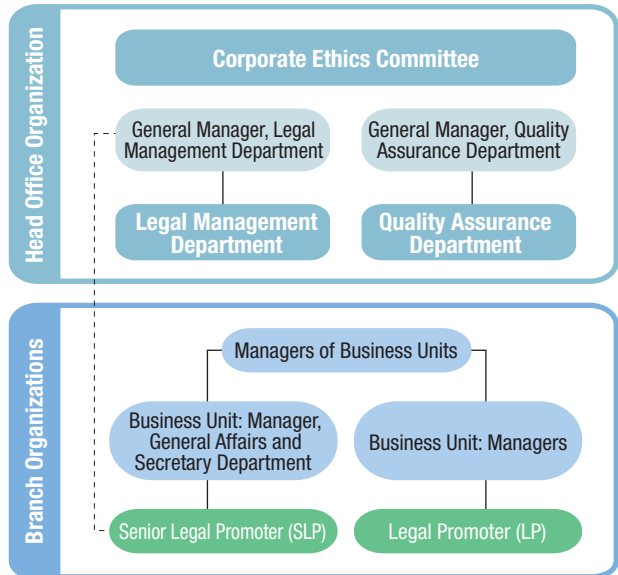 Head Office Organization
Corporate Ethics Committee
General Manager, Legal
Management Department
General Manager, Quality
Assurance Department
Legal Management
Department
Quality Assurance
Department
Branch Organizations
Managers of Business Units
Business Unit: Manager,
General Affairs and
Secretary Department
Business Unit: Managers
Senior Legal Promoter (SLP)
Legal Promoter (LP)